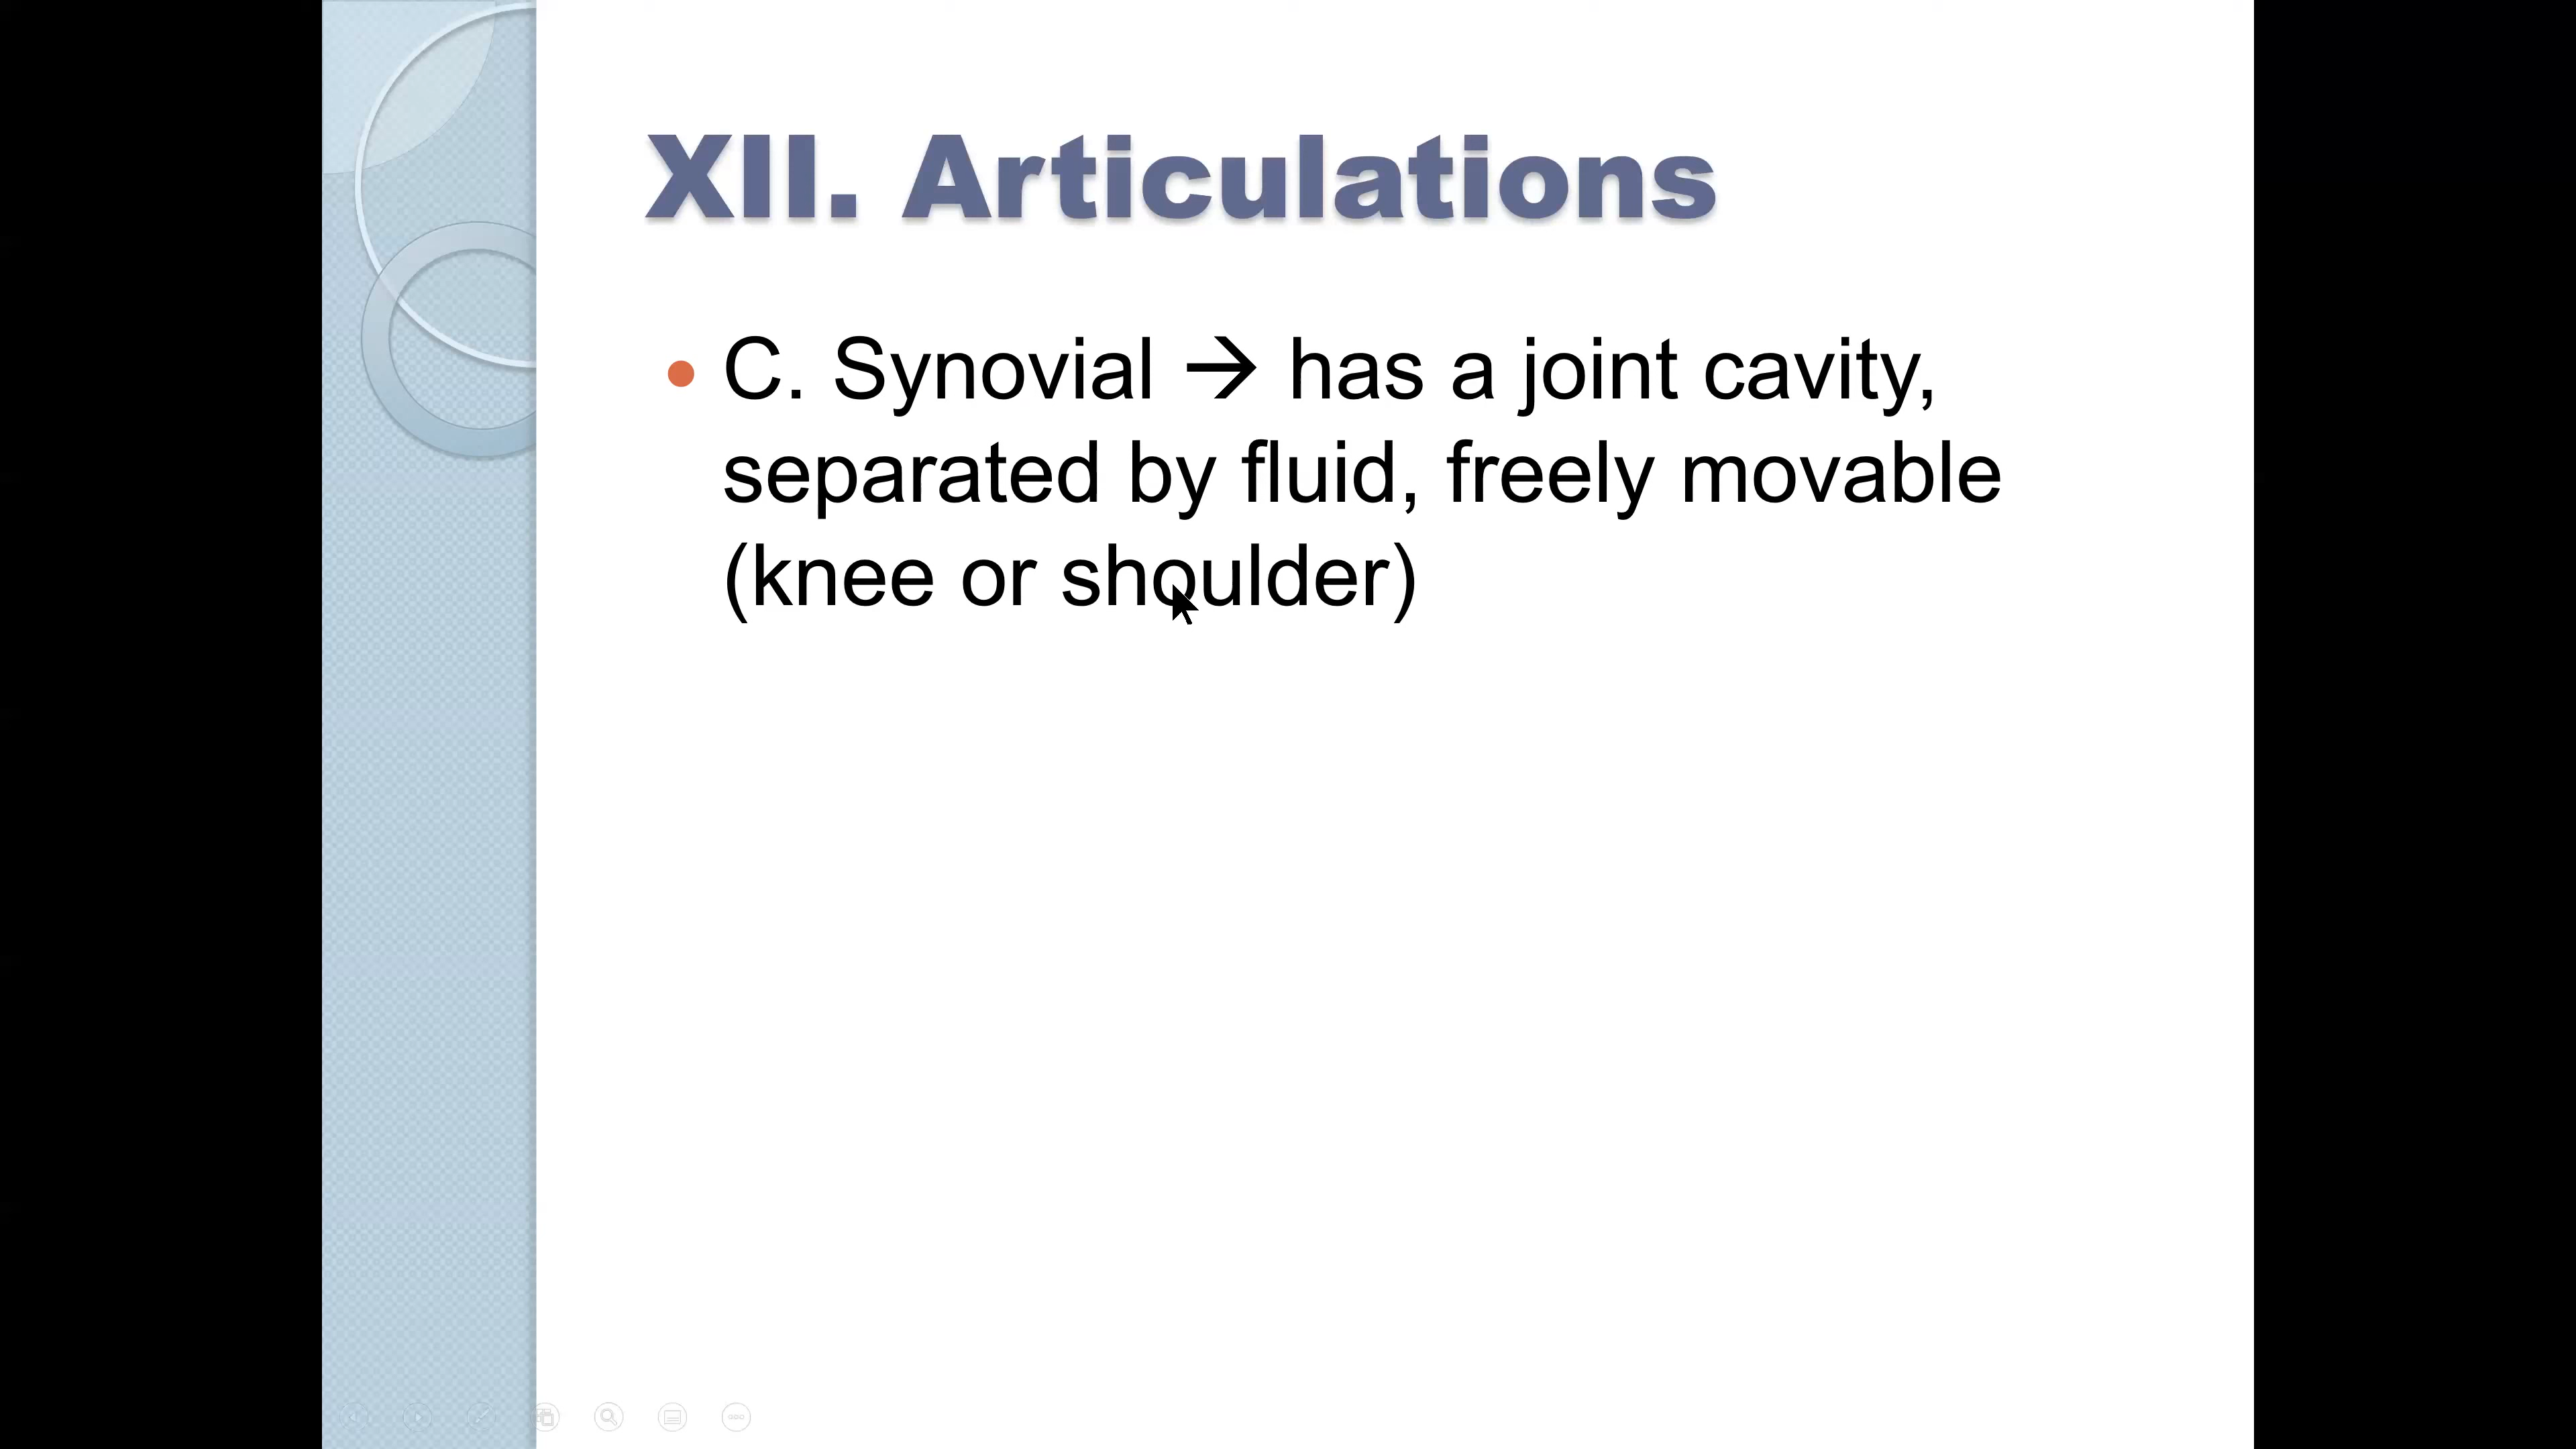 XII. Articulations
• C. Synovial → has a joint cavity,
separated by fluid, freely movable
(knee or shoulder)